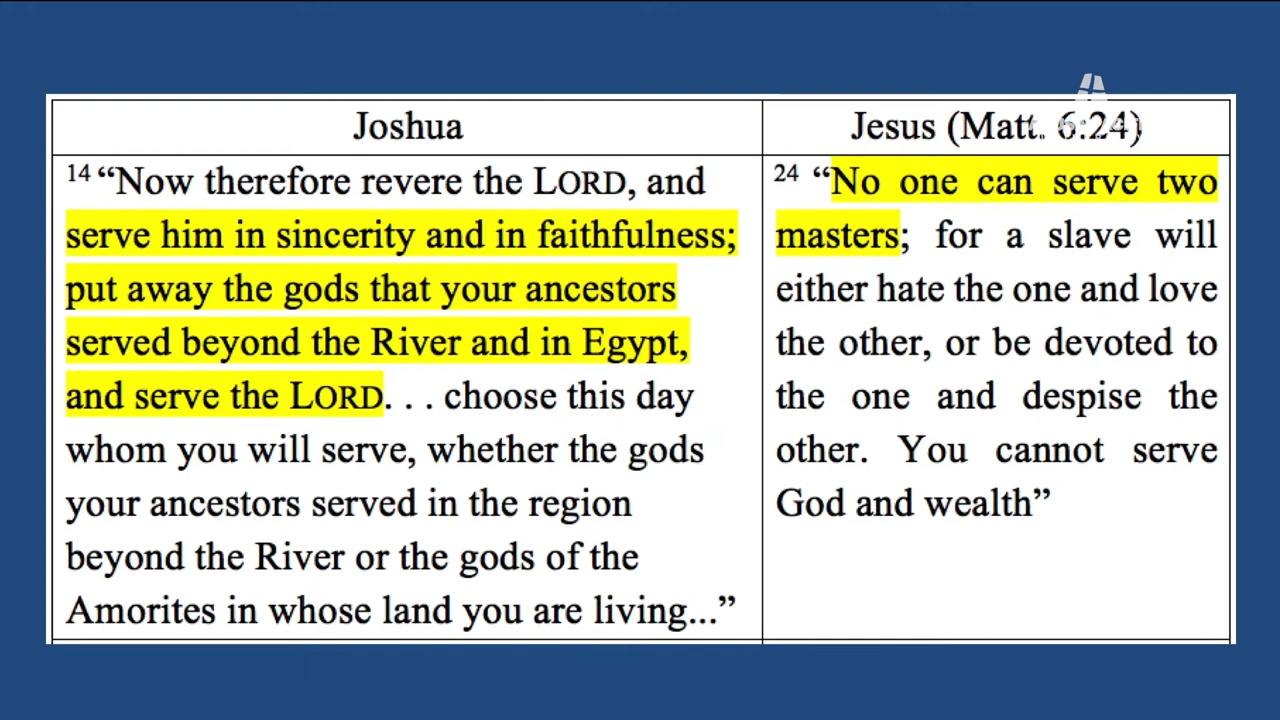 Joshua
Jesus (Matt. 6:24)
14 “Now therefore revere the LORD, and
serve him in sincerity and in faithfulness;
put away the gods that your ancestors
served beyond the River and in Egypt,
and serve the LORD. . . choose this day
whom you will serve, whether the gods
your ancestors served in the region
beyond the River or the gods of the
Amorites in whose land you are living...”
24 “No one can serve two
masters; for a slave will
either hate the one and love
the other, or be devoted to
the one and despise the
other. You cannot serve
God and wealth”